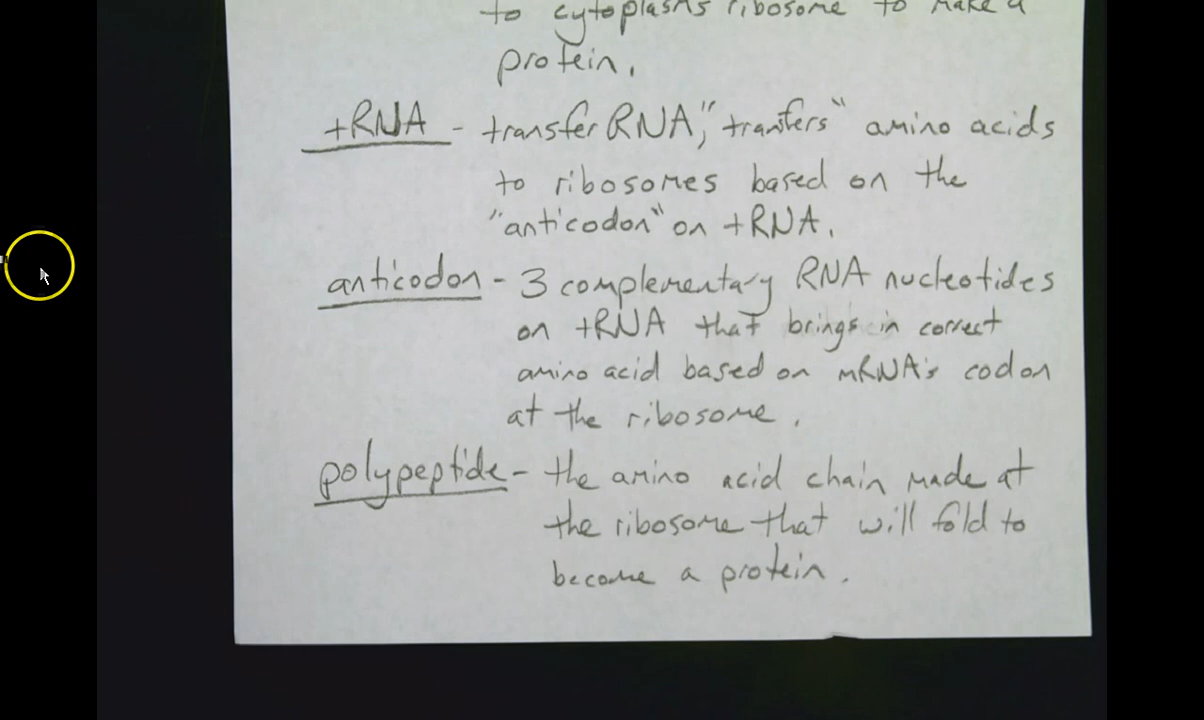 to cytoplasms ribosome to make a
protein.
tRNA - transfer RNA, "transfers" amino acids
to ribosomes based on the
"anticodon" on tRNA.
anticodon - 3 complementary RNA nucleotides
on tRNA that brings in correct
amino acid based on mRNA's codon
at the ribosome.
polypeptide - the amino acid chain made at
the ribosome that will fold to
become a protein.